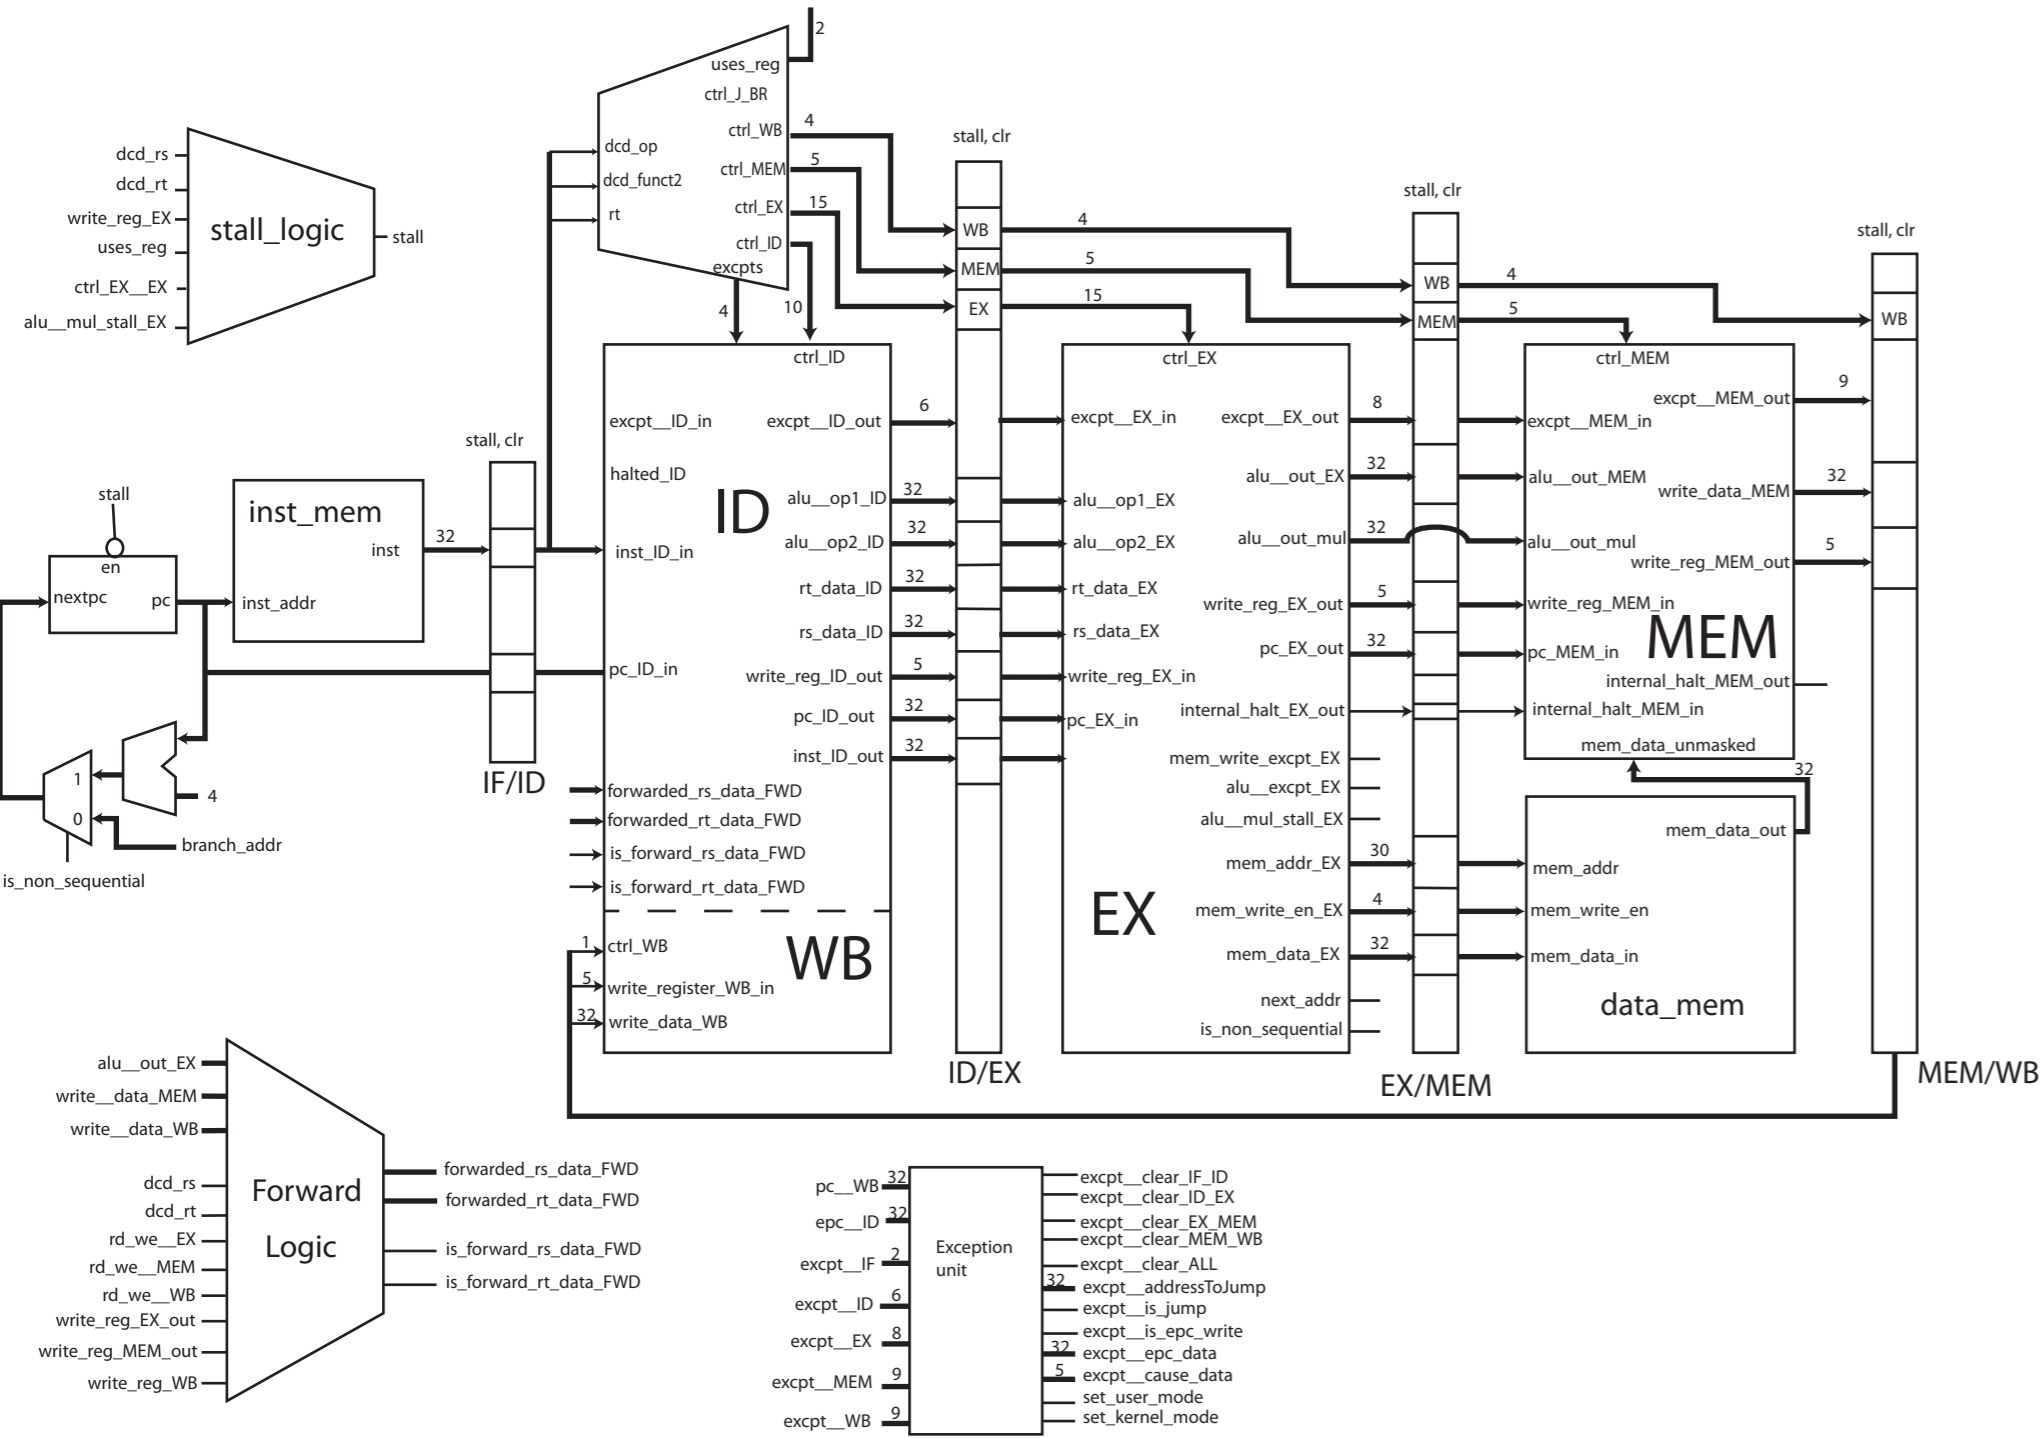 2
uses_reg
ctrl_J_BR
ctrl_WB
4
ctrl_MEM
5
ctrl_EX
15
ctrl_ID
excpts
dcd_op
dcd_funct2
rt
4
10
dcd_rs
dcd_rt
write_reg_EX
uses_reg
ctrl_EX__EX
alu__mul_stall_EX
stall_logic
stall
stall, clr
WB
MEM
EX
4
5
15
stall, clr
WB
MEM
4
5
stall, clr
WB
stall
en
nextpc
pc
inst_mem
inst
inst_addr
32
stall, clr
IF/ID
1
0
4
branch_addr
is_non_sequential
ctrl_ID
excpt__ID_in
halted_ID
ID
inst_ID_in
pc_ID_in
forwarded_rs_data_FWD
forwarded_rt_data_FWD
is_forward_rs_data_FWD
is_forward_rt_data_FWD
excpt__ID_out
6
alu__op1_ID
32
alu__op2_ID
32
rt_data_ID
32
rs_data_ID
32
write_reg_ID_out
5
pc_ID_out
32
inst_ID_out
32
WB
1
ctrl_WB
5
write_register_WB_in
32
write_data_WB
ID/EX
ctrl_EX
excpt__EX_in
alu__op1_EX
alu__op2_EX
rt_data_EX
rs_data_EX
write_reg_EX_in
pc_EX_in
EX
excpt__EX_out
8
alu__out_EX
32
alu__out_mul
32
write_reg_EX_out
5
pc_EX_out
32
internal_halt_EX_out
mem_write_excpt_EX
alu__excpt_EX
alu__mul_stall_EX
mem_addr_EX
30
mem_write_en_EX
4
mem_data_EX
32
next_addr
is_non_sequential
EX/MEM
ctrl_MEM
excpt__MEM_in
alu__out_MEM
alu__out_mul
write_reg_MEM_in
MEM
pc_MEM_in
internal_halt_MEM_in
excpt__MEM_out
9
write_data_MEM
32
write_reg_MEM_out
5
internal_halt_MEM_out
mem_data_unmasked
32
mem_data_out
mem_addr
mem_write_en
mem_data_in
data_mem
MEM/WB
alu__out_EX
write__data_MEM
write__data_WB
dcd_rs
dcd_rt
rd_we__EX
rd_we__MEM
rd_we__WB
write_reg_EX_out
write_reg_MEM_out
write_reg_WB
Forward
Logic
forwarded_rs_data_FWD
forwarded_rt_data_FWD
is_forward_rs_data_FWD
is_forward_rt_data_FWD
pc__WB
32
epc__ID
32
excpt__IF
2
excpt__ID
6
excpt__EX
8
excpt__MEM
9
excpt__WB
9
Exception
unit
excpt__clear_IF_ID
excpt__clear_ID_EX
excpt__clear_EX_MEM
excpt__clear_MEM_WB
excpt__clear_ALL
32
excpt__addressToJump
excpt__is_jump
excpt__is_epc_write
32
excpt__epc_data
5
excpt__cause_data
set_user_mode
set_kernel_mode